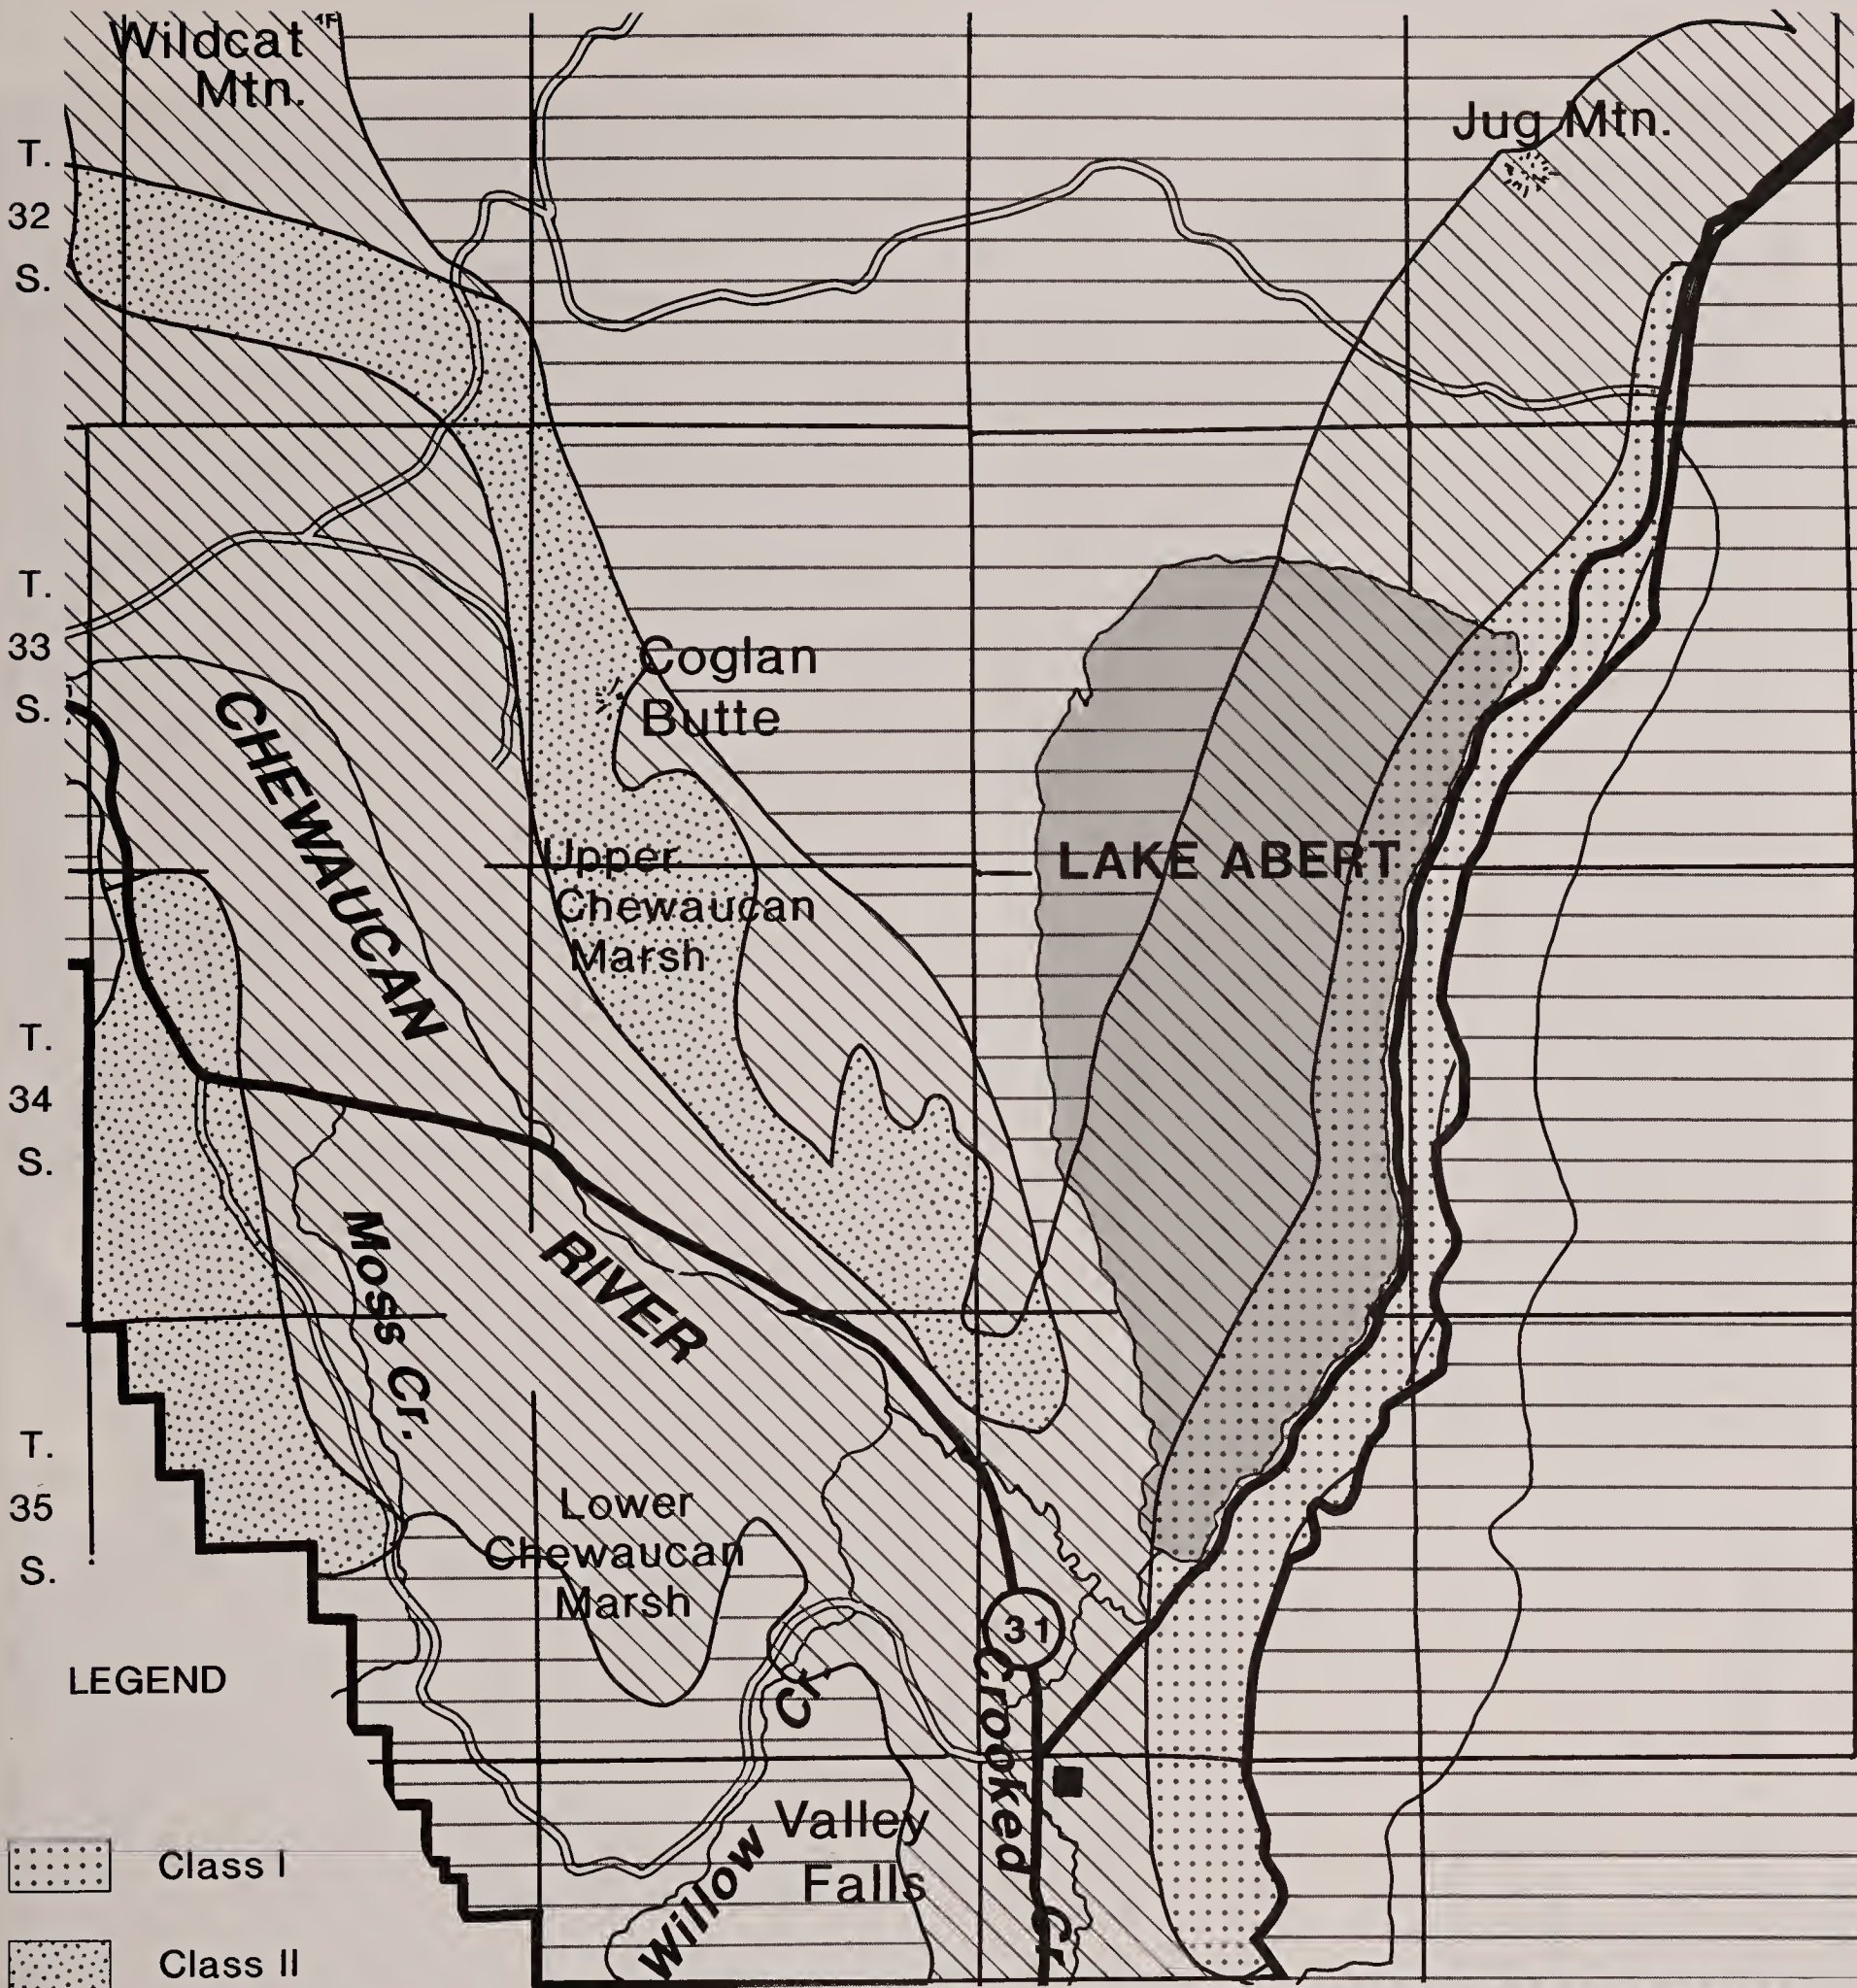 Wildcat
Mtn.
Jug Mtn.
T.
32
S.
T.
33
S.
Coglan
Butte
CHEWAUCAN
RIVER
Upper
Chewaucan
Marsh
LAKE ABERT
T.
34
S.
Moss Cr.
T.
35
S.
Lower
Chewaucan
Marsh
31
Crooked
Cr.
Willow
Cr.
Valley
Falls
LEGEND
Class I
Class II